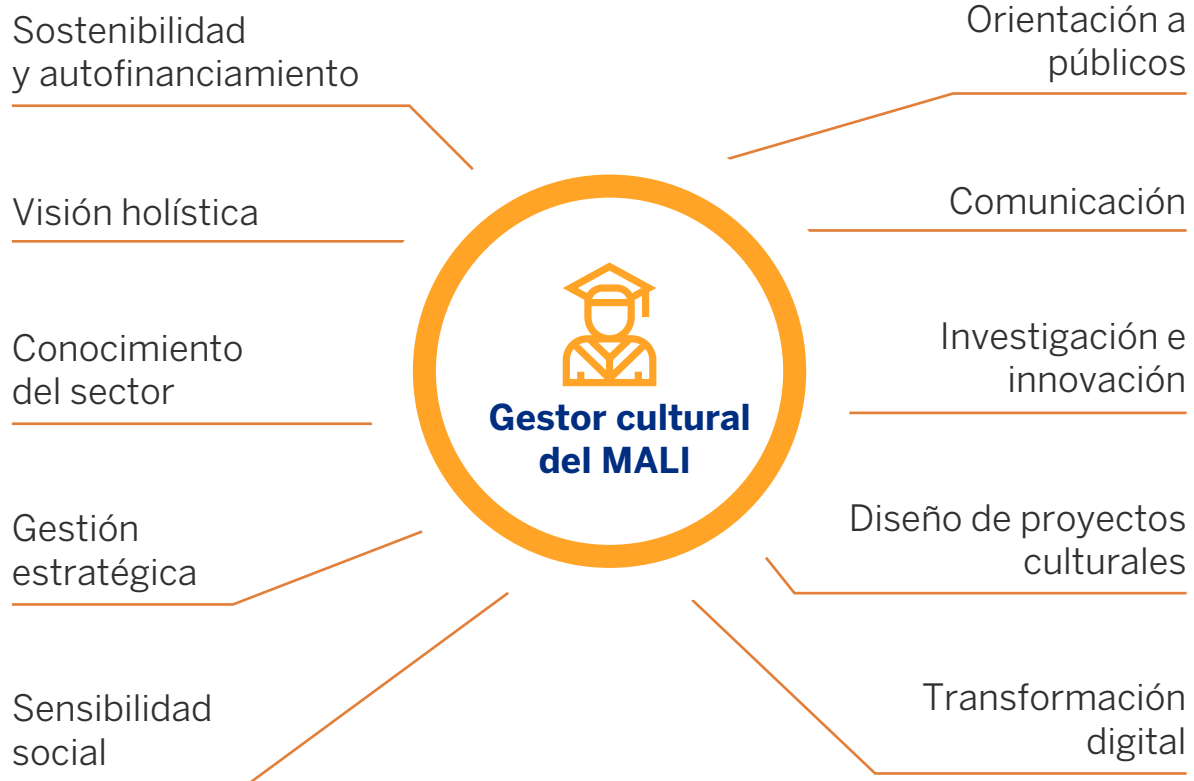 Sostenibilidad
y autofinanciamiento
Visión holística
Conocimiento
del sector
Gestión
estratégica
Sensibilidad
social
Gestor cultural
del MALI
Orientación a
públicos
Comunicación
Investigación e
innovación
Diseño de proyectos
culturales
Transformación
digital